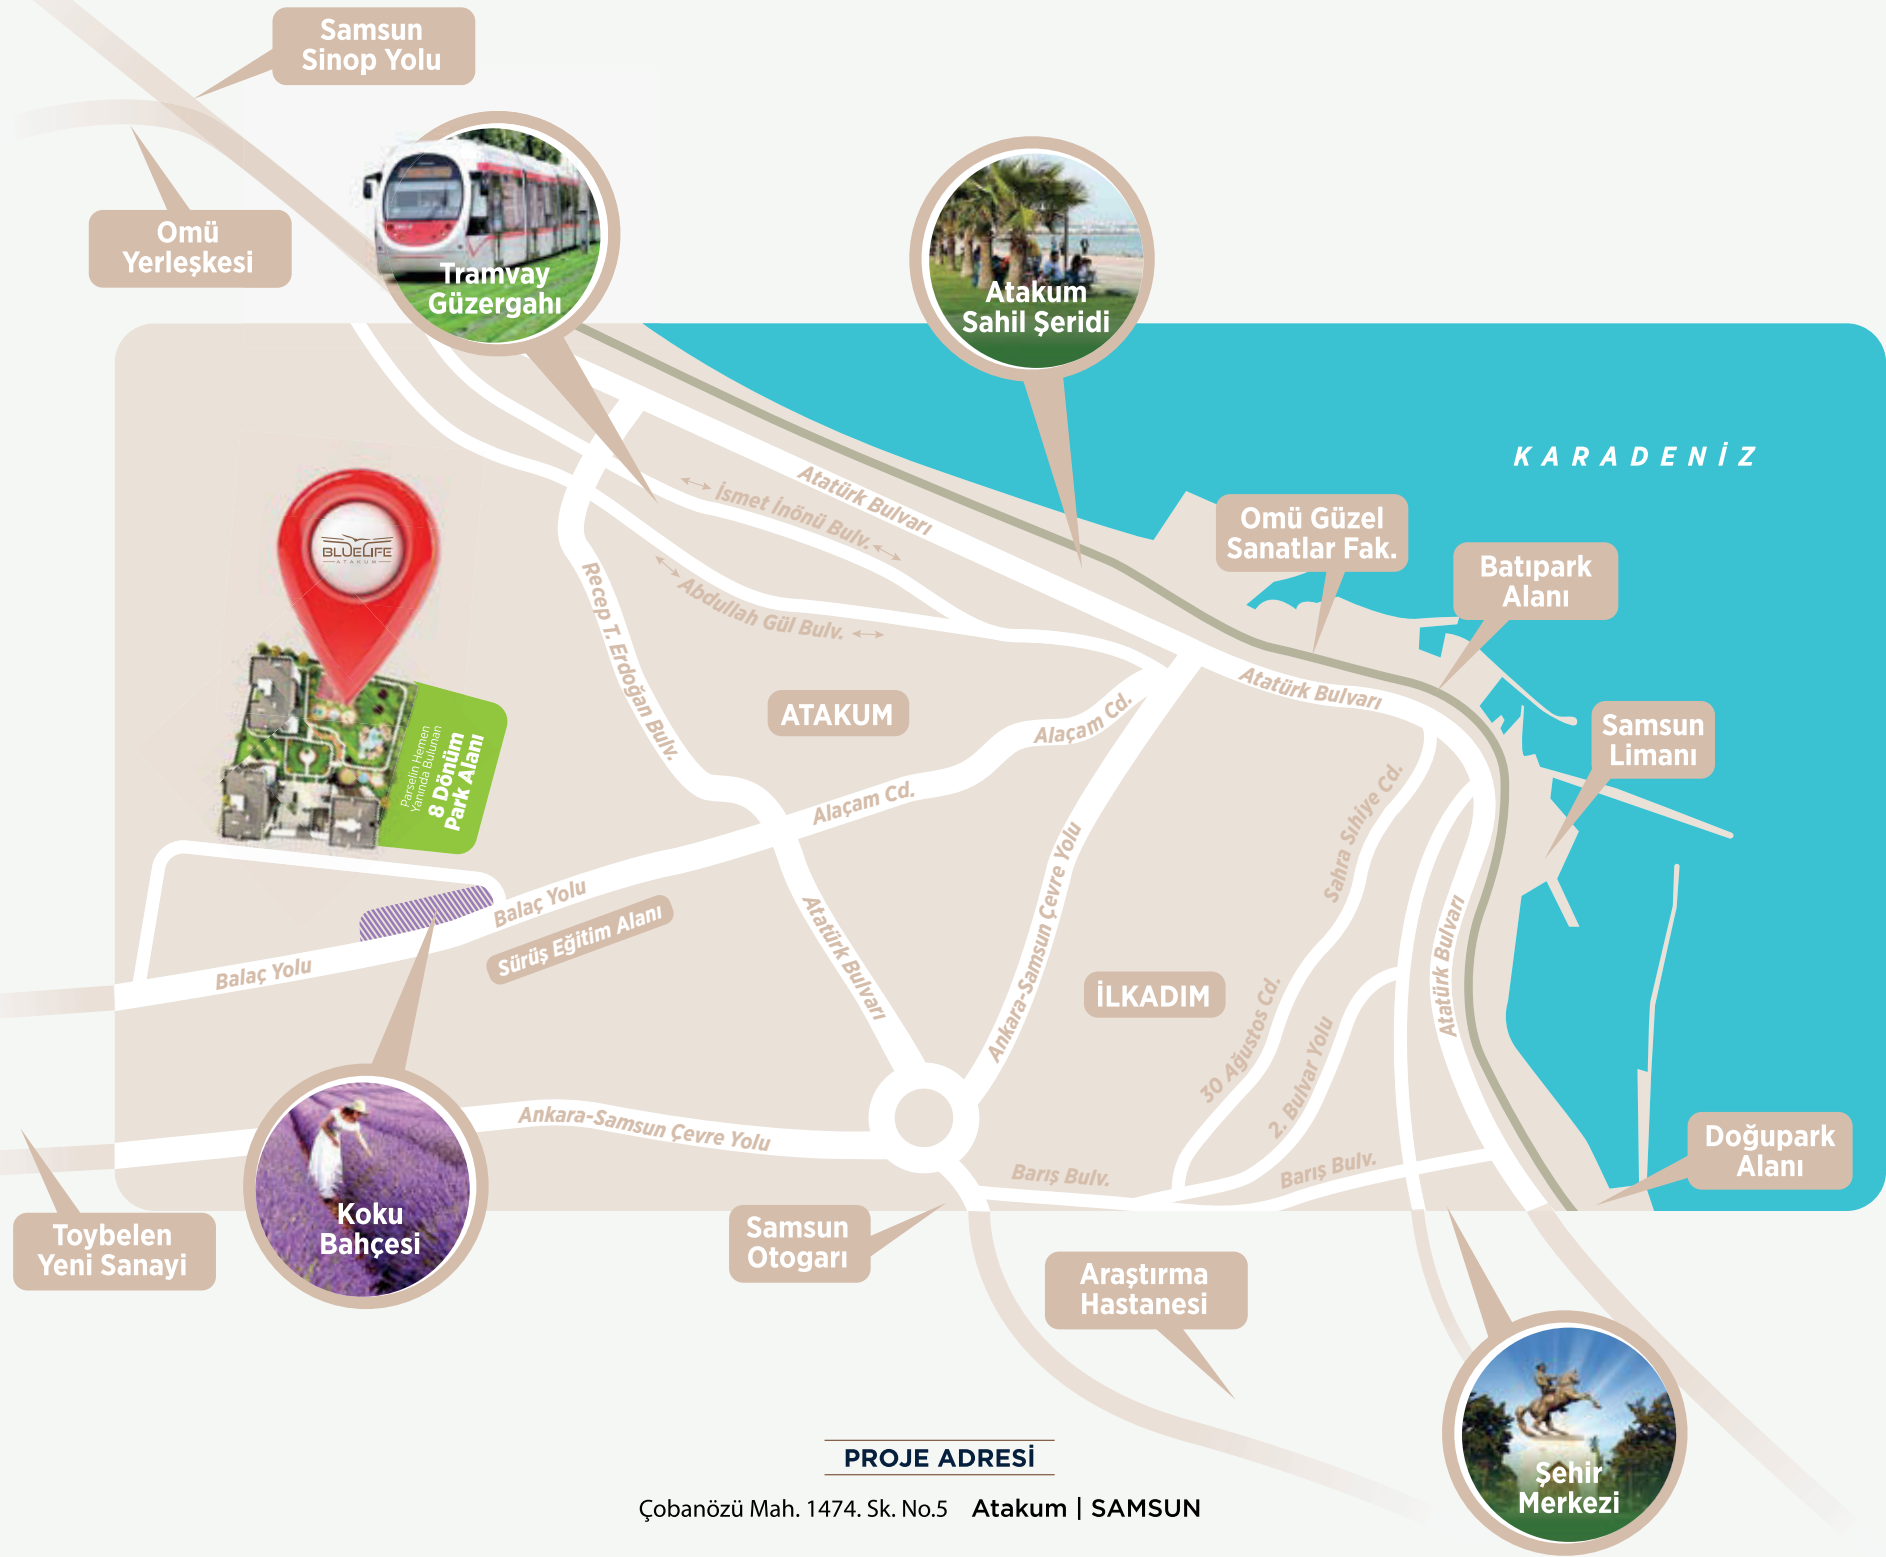 Samsun
Sinop Yolu
Omü
Yerleşkesi
Tramvay
Güzergahı
Atakum
Sahil Şeridi
KARADENİZ
Atatürk Bulvarı
İsmet İnönü Bulv.
Abdullah Gül Bulv.
Recep T. Erdoğan Bulv.
Omü Güzel
Sanatlar Fak.
Batıpark
Alanı
BLUELIFE
ATAKUM
Parselin Hemen
Yanında Bulunan
8 Dönüm
Park Alanı
ATAKUM
Atatürk Bulvarı
Alaçam Cd.
Samsun
Limanı
Alaçam Cd.
Sahra Sıhiye Cd.
Balaç Yolu
Sürüş Eğitim Alanı
Balaç Yolu
Atatürk Bulvarı
Ankara-Samsun Çevre Yolu
İLKADIM
Atatürk Bulvarı
30 Ağustos Cd.
2. Bulvar Yolu
Ankara-Samsun Çevre Yolu
Barış Bulv.
Barış Bulv.
Doğupark
Alanı
Toybelen
Yeni Sanayi
Koku
Bahçesi
Samsun
Otogarı
Araştırma
Hastanesi
Şehir
Merkezi
PROJE ADRESİ
Çobanözü Mah. 1474. Sk. No.5 Atakum | SAMSUN